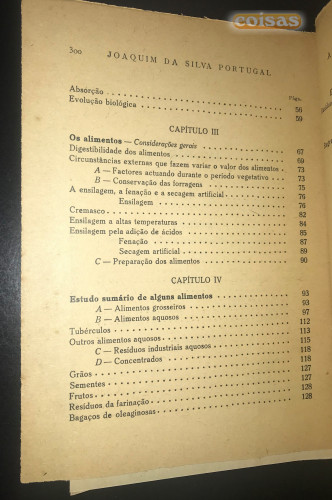 coisas
300 JOAQUIM DA SILVA PORTUGAL
Págs.
Absorção 56
Evolução biológica 59
CAPÍTULO III
Os alimentos — Considerações gerais 67
Digestibilidade dos alimentos 69
Circunstâncias externas que fazem variar o valor dos alimentos 73
A — Factores actuando durante o período vegetativo 73
B — Conservação das forragens 75
A ensilagem, a fenação e a secagem artificial 76
Ensilagem 76
Cremasco 82
Ensilagem a altas temperaturas 84
Ensilagem pela adição de ácidos 85
Fenação 87
Secagem artificial 89
C — Preparação dos alimentos 90
CAPÍTULO IV
Estudo sumário de alguns alimentos 93
A — Alimentos grosseiros 93
B — Alimentos aquosos 97
Tubérculos 112
Outros alimentos aquosos 113
C — Resíduos industriais aquosos 115
D — Concentrados 118
Grãos 118
Sementes 127
Frutos 127
Resíduos da farinação 128
Bagaços de oleaginosas 128